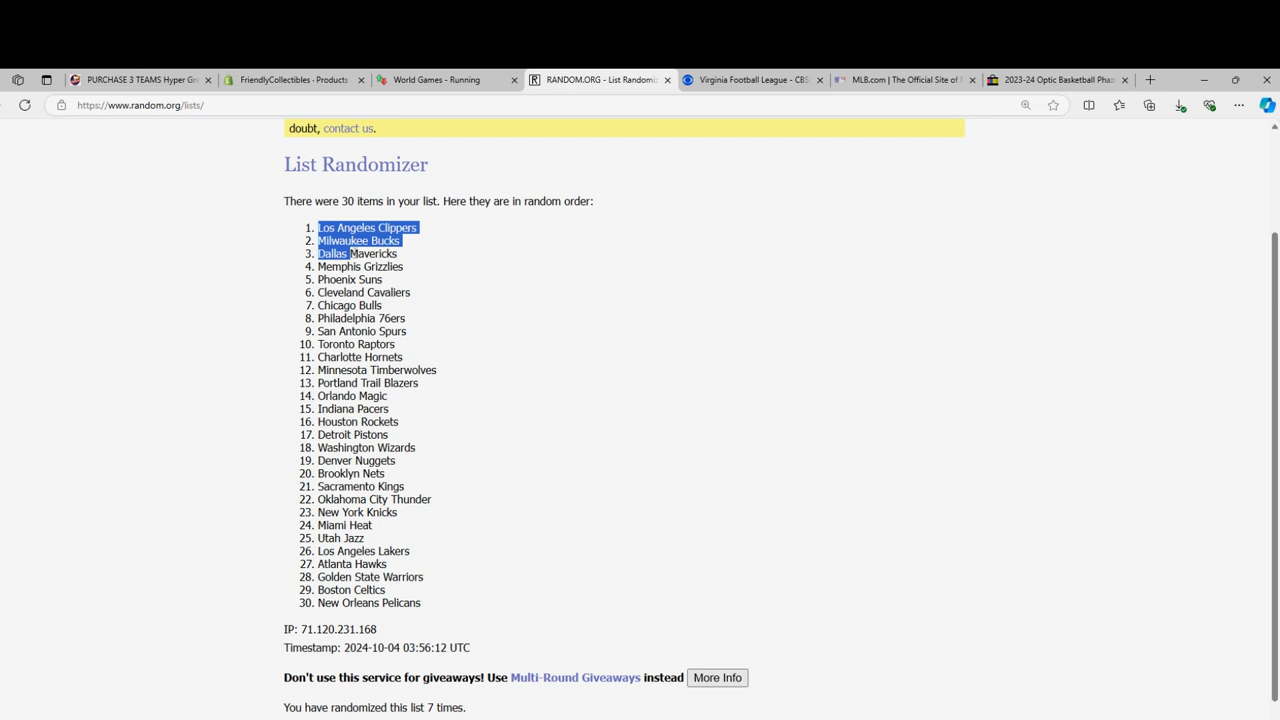 PURCHASE 3 TEAMS Hyper Gr
FriendlyCollectibles · Products
World Games - Running
RANDOM.ORG - List Randomiz
Virginia Football League - CBS
MLB.com | The Official Site of
2023-24 Optic Basketball Pha
https://www.random.org/lists/
doubt, contact us.
List Randomizer
There were 30 items in your list. Here they are in random order:
1. Los Angeles Clippers
2. Milwaukee Bucks
3. Dallas Mavericks
4. Memphis Grizzlies
5. Phoenix Suns
6. Cleveland Cavaliers
7. Chicago Bulls
8. Philadelphia 76ers
9. San Antonio Spurs
10. Toronto Raptors
11. Charlotte Hornets
12. Minnesota Timberwolves
13. Portland Trail Blazers
14. Orlando Magic
15. Indiana Pacers
16. Houston Rockets
17. Detroit Pistons
18. Washington Wizards
19. Denver Nuggets
20. Brooklyn Nets
21. Sacramento Kings
22. Oklahoma City Thunder
23. New York Knicks
24. Miami Heat
25. Utah Jazz
26. Los Angeles Lakers
27. Atlanta Hawks
28. Golden State Warriors
29. Boston Celtics
30. New Orleans Pelicans
IP: 71.120.231.168
Timestamp: 2024-10-04 03:56:12 UTC
Don't use this service for giveaways! Use Multi-Round Giveaways instead More Info
You have randomized this list 7 times.